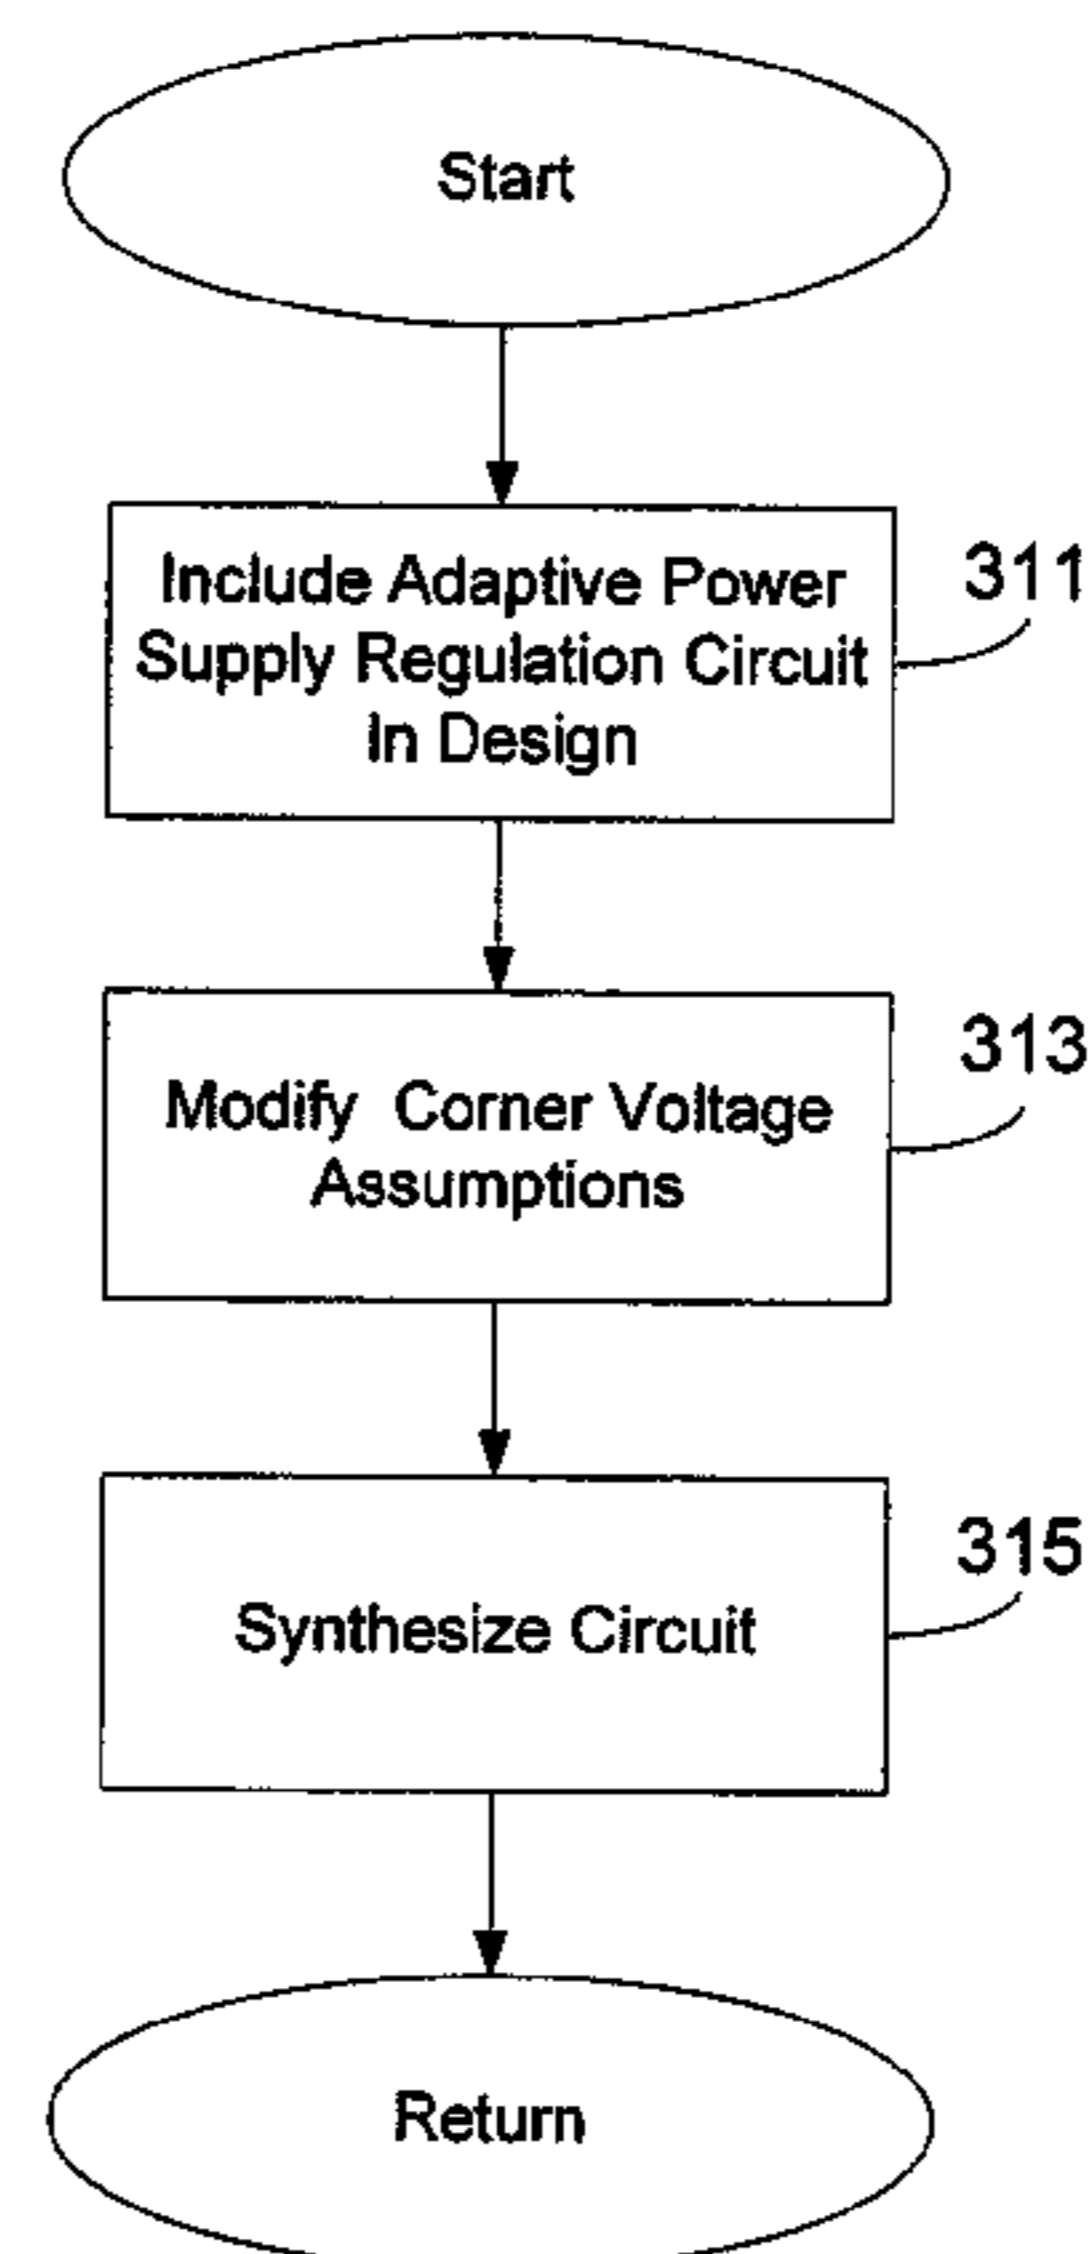 Start
Include Adaptive Power
Supply Regulation Circuit
In Design
311
Modify Corner Voltage
Assumptions
313
Synthesize Circuit
315
Return